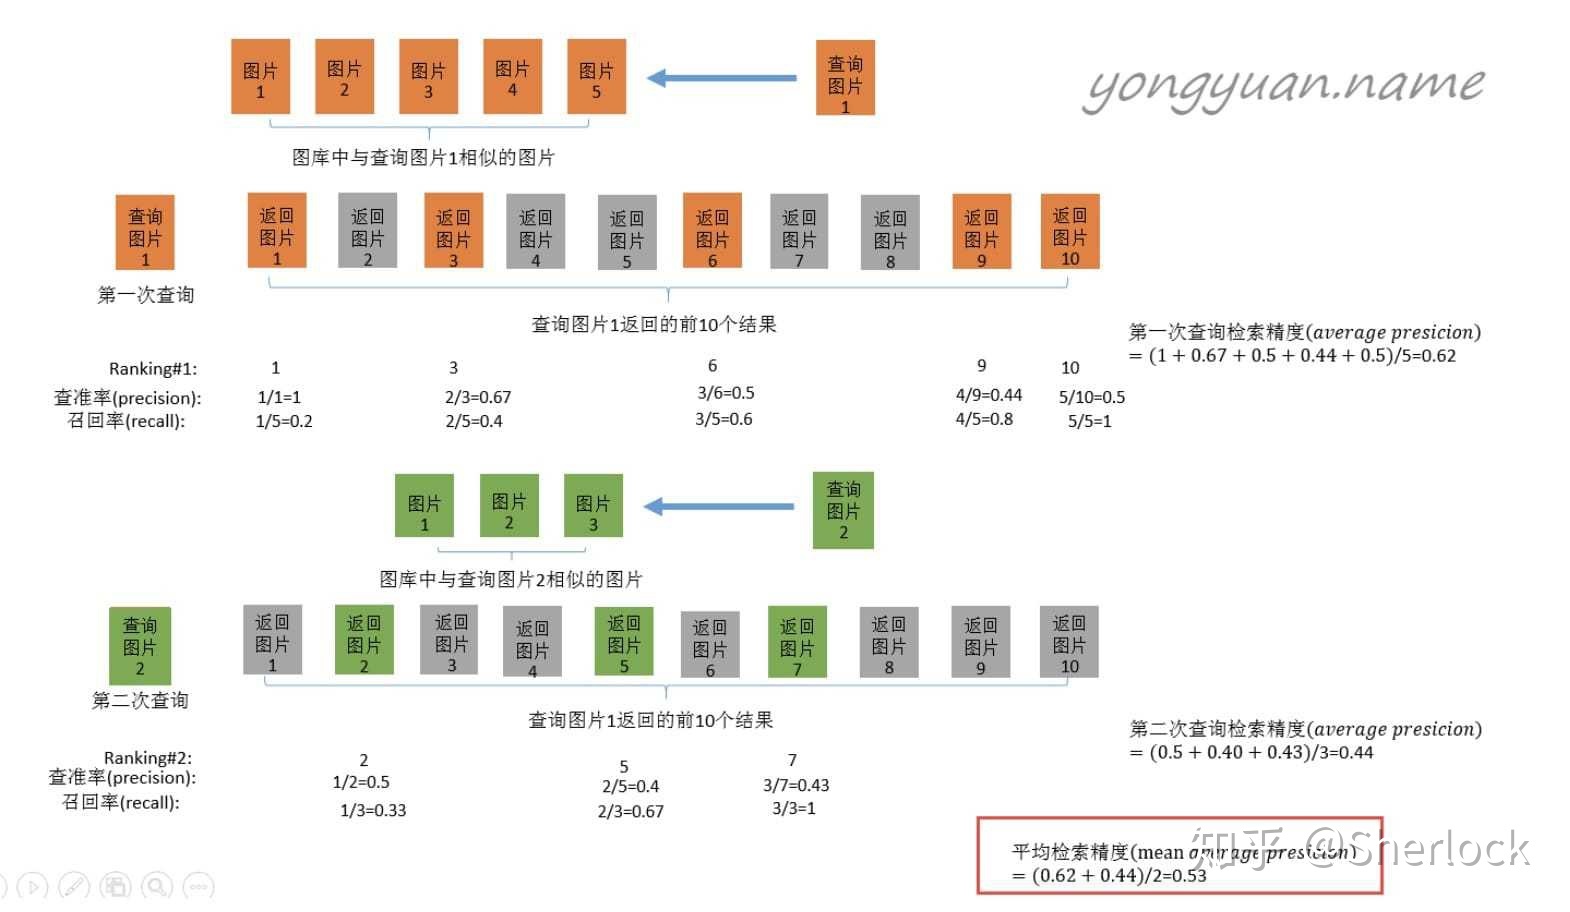 图片 图片 图片 图片 图片 查询
1 2 3 4 5 图片
1
yongyuan.name
图库中与查询图片1相似的图片
查询 返回 返回 返回 返回 返回 返回 返回 返回 返回 返回
图片 图片 图片 图片 图片 图片 图片 图片 图片 图片 图片
1 1 2 3 4 5 6 7 8 9 10
第一次查询
查询图片1返回的前10个结果
第一次查询检索精度(average presicion)
= (1 + 0.67 + 0.5 + 0.44 + 0.5)/5=0.62
Ranking#1: 1 3 6 9 10
查准率(precision): 1/1=1 2/3=0.67 3/6=0.5 4/9=0.44 5/10=0.5
召回率(recall): 1/5=0.2 2/5=0.4 3/5=0.6 4/5=0.8 5/5=1
图片 图片 图片 查询
1 2 3 图片
2
图库中与查询图片2相似的图片
查询 返回 返回 返回 返回 返回 返回 返回 返回 返回 返回
图片 图片 图片 图片 图片 图片 图片 图片 图片 图片 图片
2 1 2 3 4 5 6 7 8 9 10
第二次查询
查询图片1返回的前10个结果
第二次查询检索精度(average presicion)
= (0.5 + 0.40 + 0.43)/3=0.44
Ranking#2: 2 5 7
查准率(precision): 1/2=0.5 2/5=0.4 3/7=0.43
召回率(recall): 1/3=0.33 2/3=0.67 3/3=1
平均检索精度(mean average presicion)
= (0.62 + 0.44)/2=0.53
知乎 @Sherlock